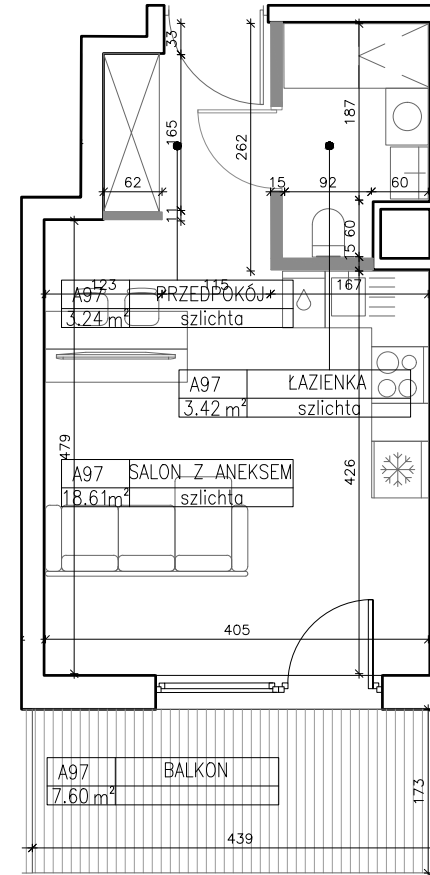 33
165
262
187
62
11
15
92
60
60
15
123
115
167
A97 PRZEDPOKÓJ
3.24 m² szlichta
A97 ŁAZIENKA
3.42 m² szlichta
479
426
A97 SALON Z ANEKSEM
18.61m² szlichta
405
A97 BALKON
7.60 m²
173
439